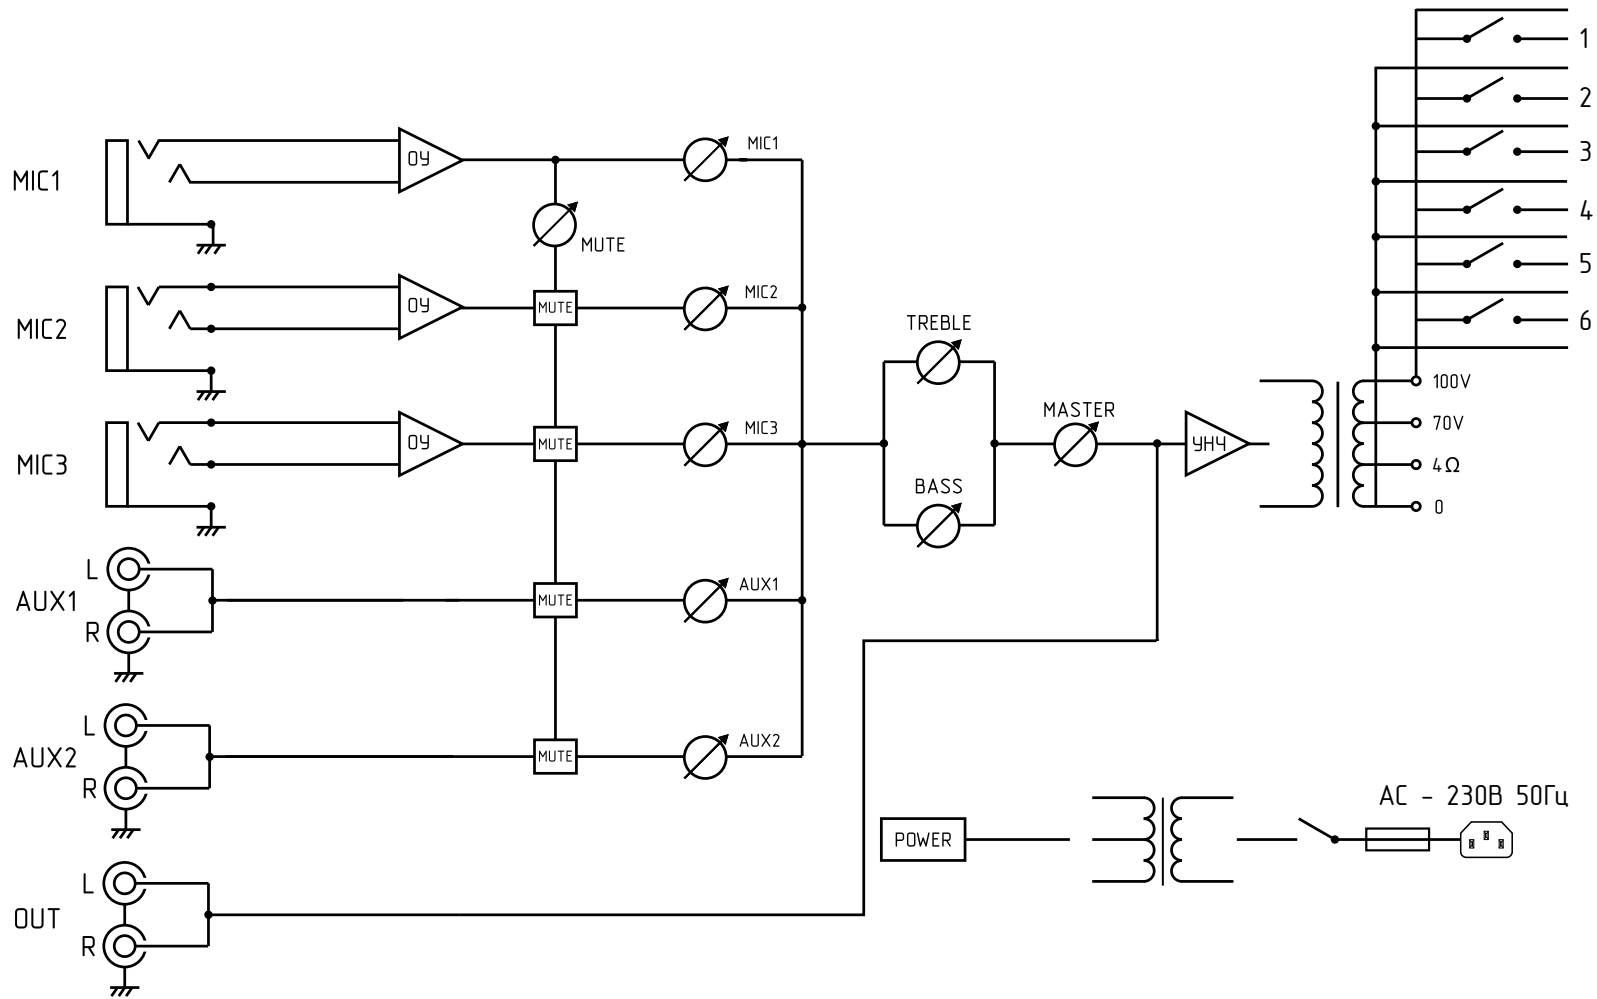 1
2
3
4
5
6
MIC1
ОУ
MIC1
MUTE
MIC2
ОУ
MUTE
MIC2
TREBLE
MIC3
ОУ
MUTE
MIC3
BASS
MASTER
УНЧ
100V
70V
4Ω
0
AUX1
L
R
MUTE
AUX1
AUX2
L
R
MUTE
AUX2
OUT
L
R
POWER
AC - 230В 50Гц